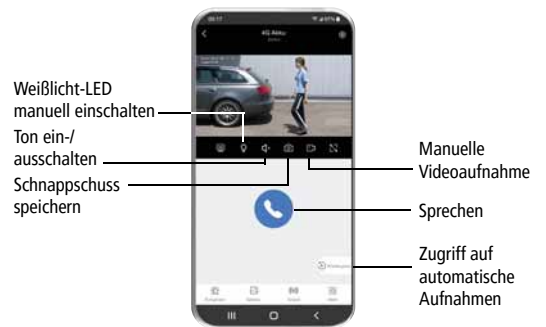 4G Akku
Weißlicht-LED
manuell einschalten
Ton ein-/
ausschalten
Schnappschuss
speichern
Manuelle
Videoaufnahme
Sprechen
Zugriff auf
automatische
Aufnahmen